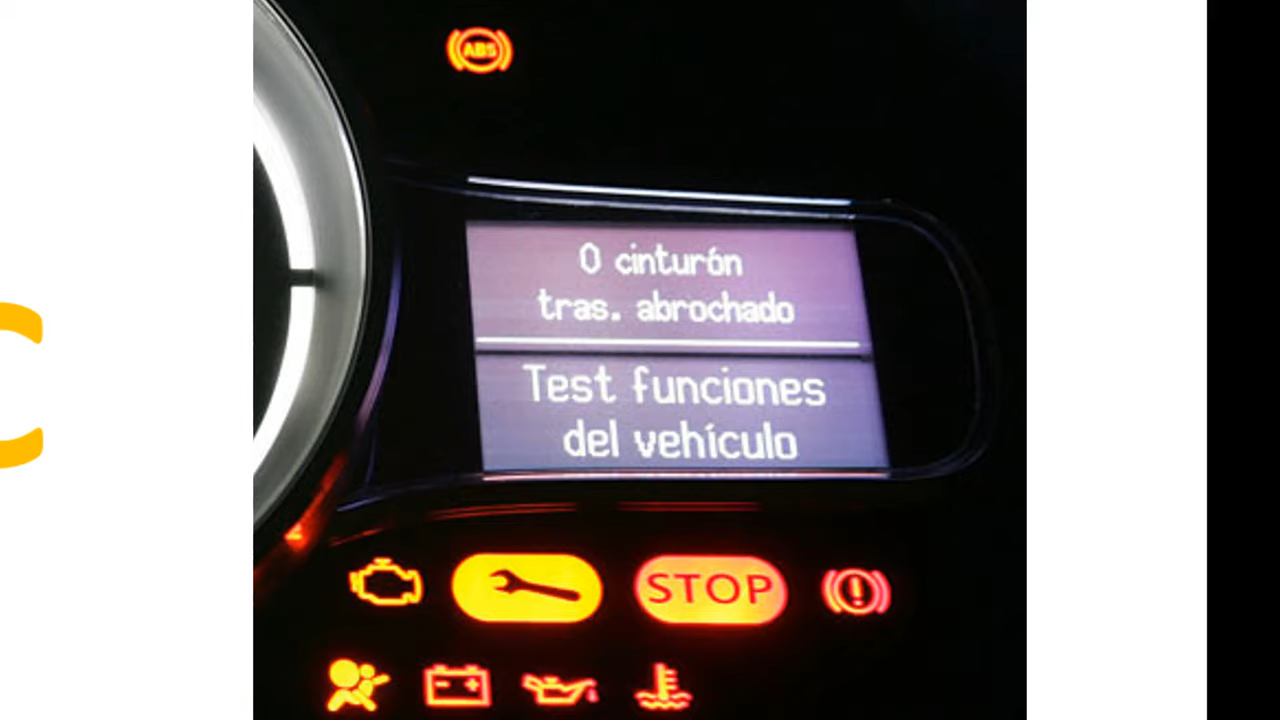 ABS
0 cinturón
tras. abrochado
Test funciones
del vehículo
STOP